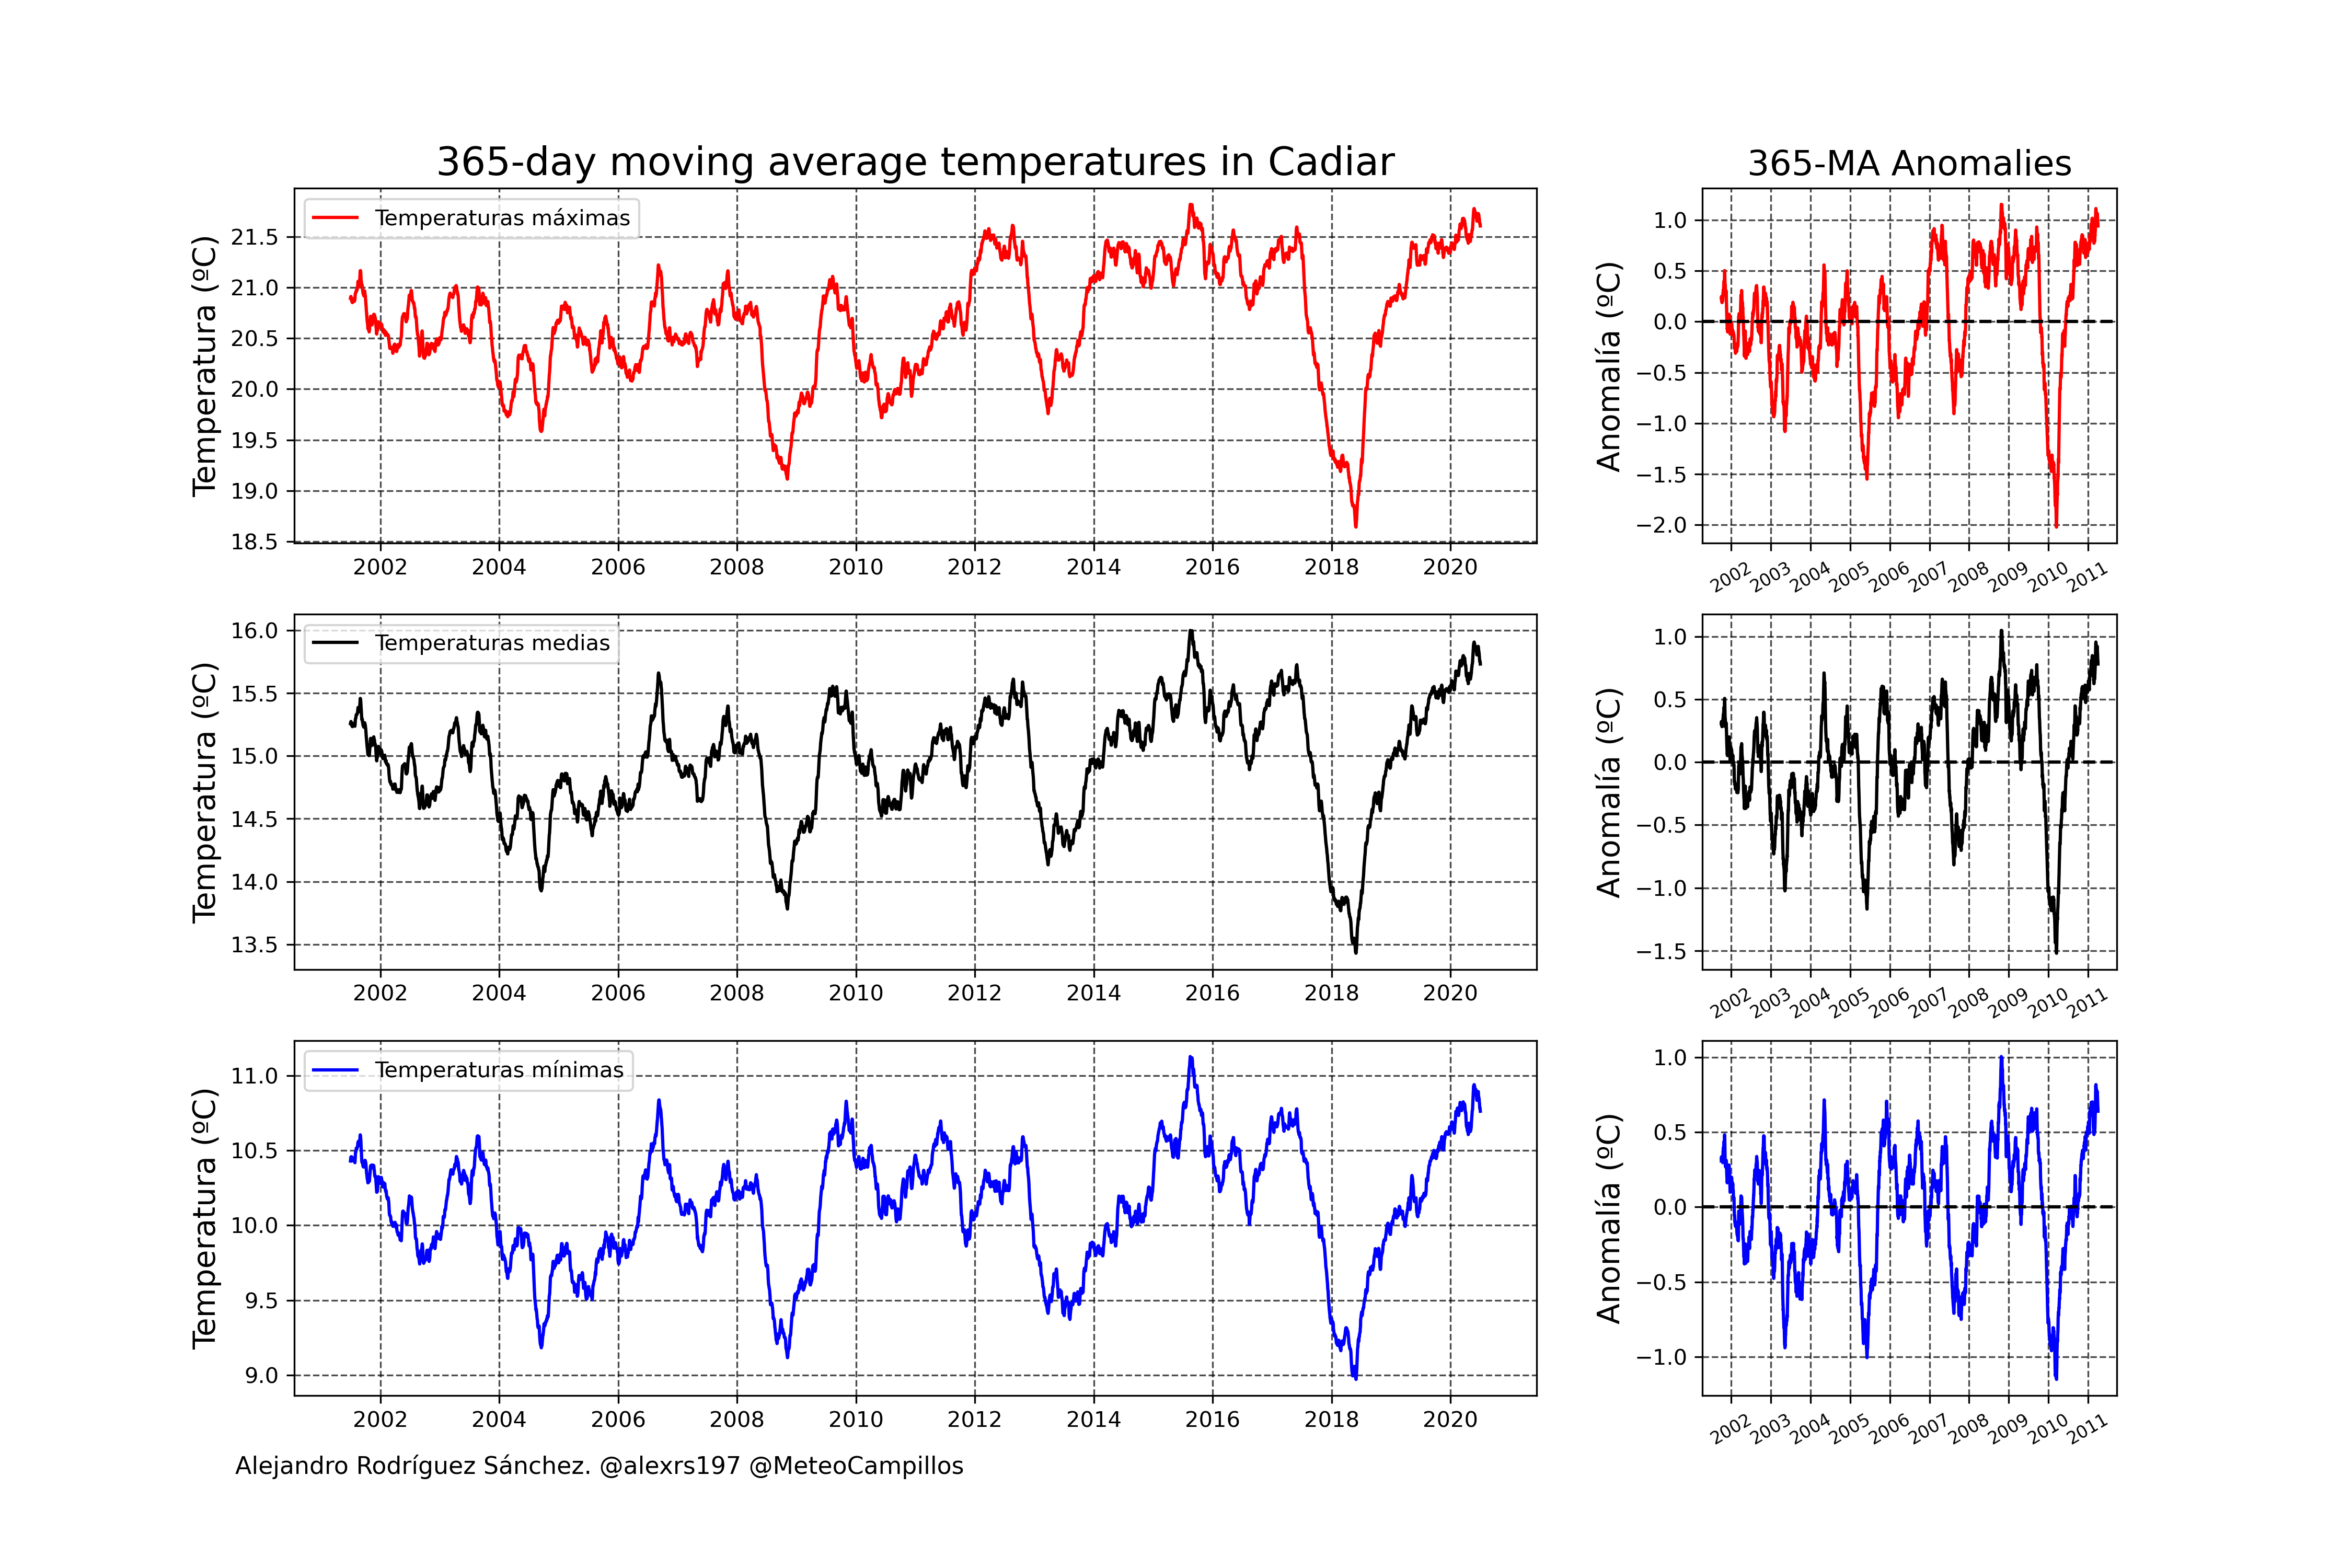 365-day moving average temperatures in Cadiar
365-MA Anomalies
Temperatura (ºC)
21.5
21.0
20.5
20.0
19.5
19.0
18.5
Temperaturas máximas
2002 2004 2006 2008 2010 2012 2014 2016 2018 2020
Anomalía (ºC)
1.0
0.5
0.0
−0.5
−1.0
−1.5
−2.0
2002 2003 2004 2005 2006 2007 2008 2009 2010 2011
Temperatura (ºC)
16.0
15.5
15.0
14.5
14.0
13.5
Temperaturas medias
2002 2004 2006 2008 2010 2012 2014 2016 2018 2020
Anomalía (ºC)
1.0
0.5
0.0
−0.5
−1.0
−1.5
2002 2003 2004 2005 2006 2007 2008 2009 2010 2011
Temperatura (ºC)
11.0
10.5
10.0
9.5
9.0
Temperaturas mínimas
2002 2004 2006 2008 2010 2012 2014 2016 2018 2020
Anomalía (ºC)
1.0
0.5
0.0
−0.5
−1.0
2002 2003 2004 2005 2006 2007 2008 2009 2010 2011
Alejandro Rodríguez Sánchez. @alexrs197 @MeteoCampillos